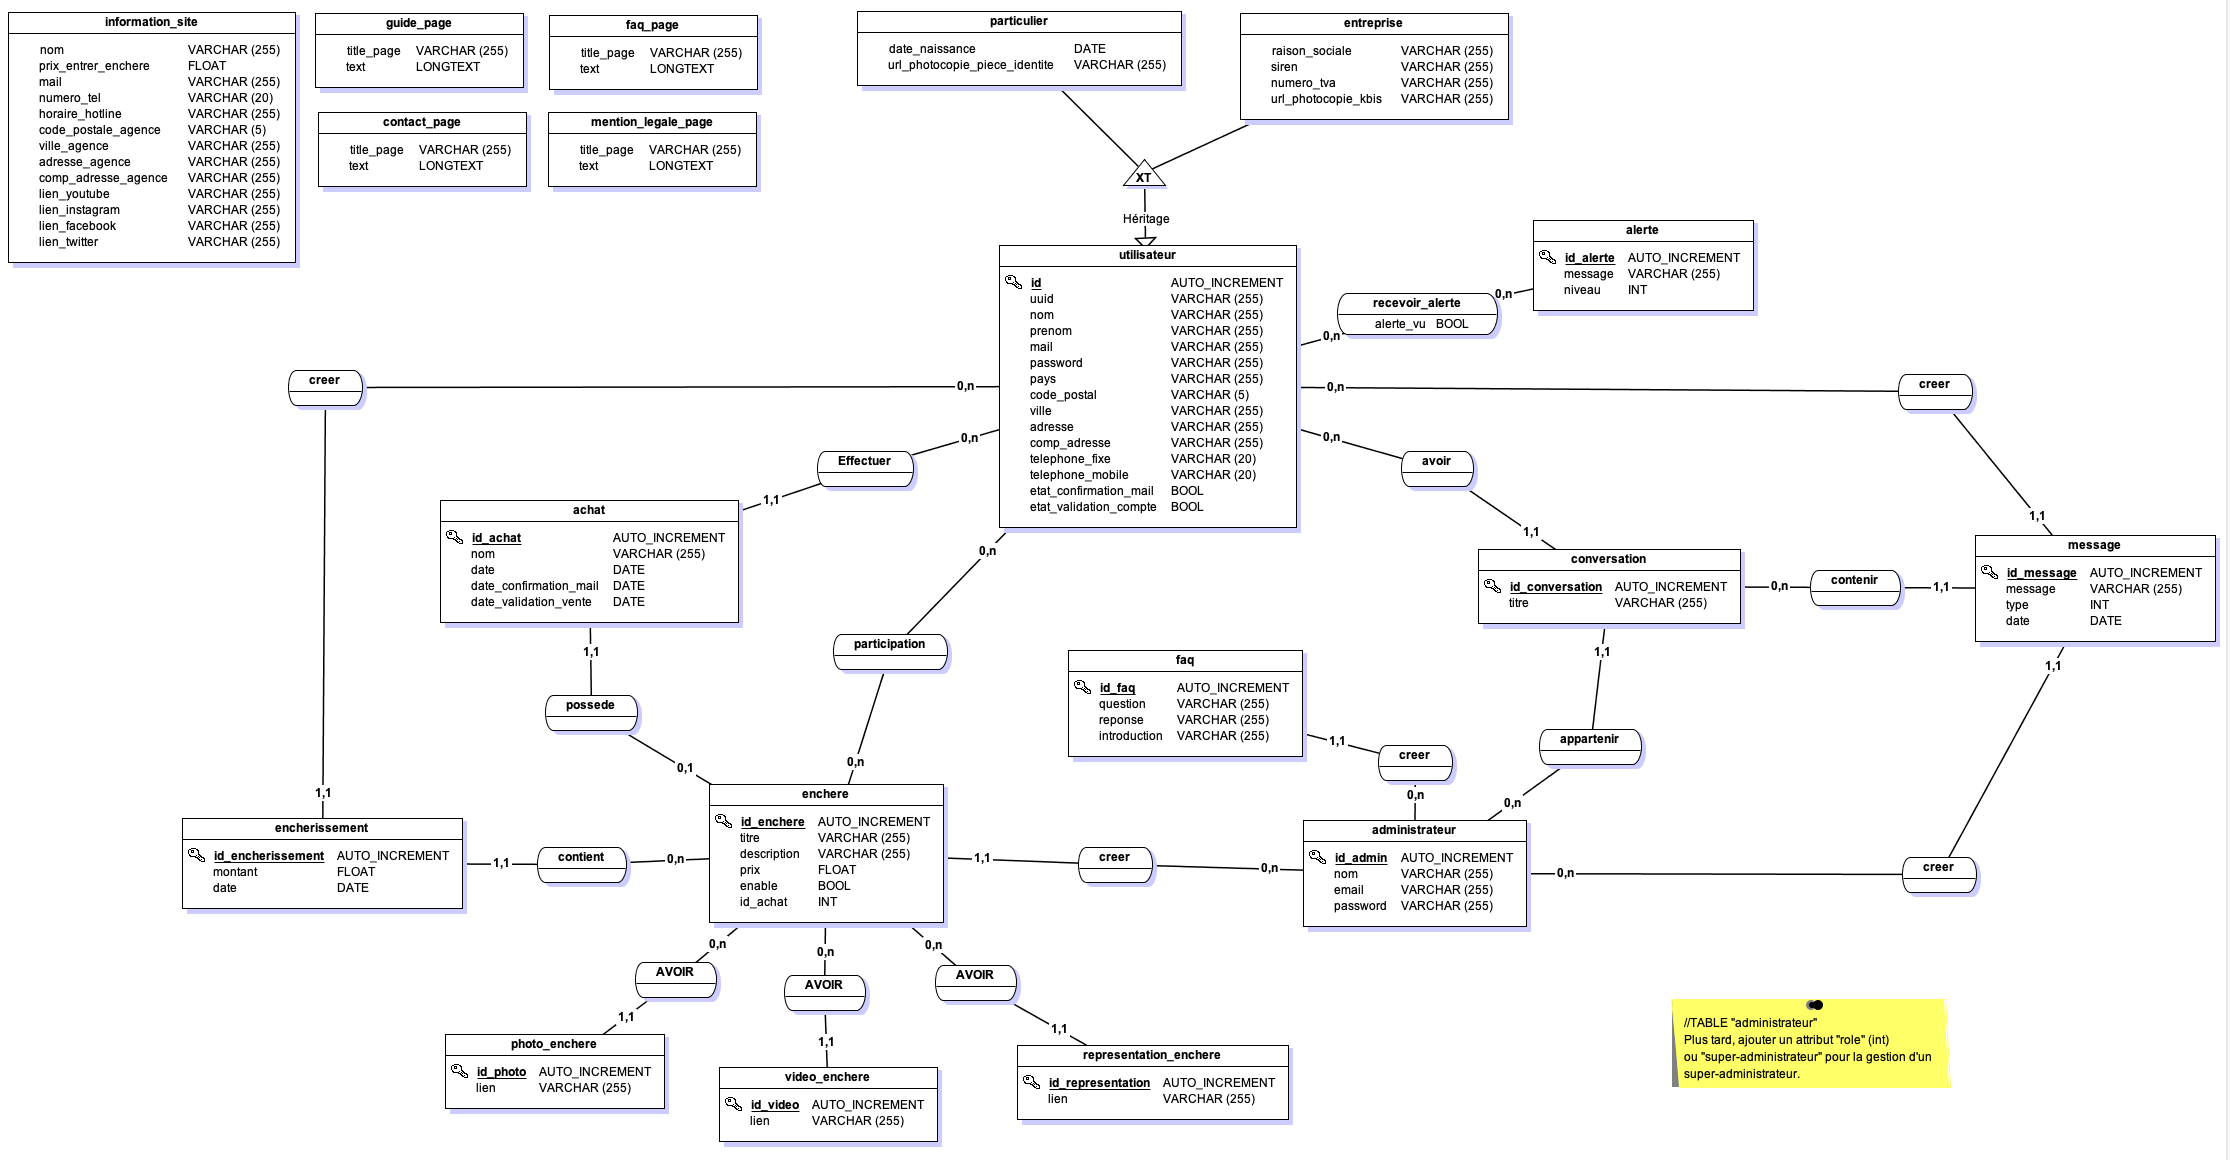 information_site
nom VARCHAR (255)
prix_entrer_enchere FLOAT
mail VARCHAR (255)
numero_tel VARCHAR (20)
horaire_hotline VARCHAR (255)
code_postale_agence VARCHAR (5)
ville_agence VARCHAR (255)
adresse_agence VARCHAR (255)
comp_adresse_agence VARCHAR (255)
lien_youtube VARCHAR (255)
lien_instagram VARCHAR (255)
lien_facebook VARCHAR (255)
lien_twitter VARCHAR (255)
guide_page
title_page VARCHAR (255)
text LONGTEXT
faq_page
title_page VARCHAR (255)
text LONGTEXT
contact_page
title_page VARCHAR (255)
text LONGTEXT
mention_legale_page
title_page VARCHAR (255)
text LONGTEXT
particulier
date_naissance DATE
url_photocopie_piece_identite VARCHAR (255)
entreprise
raison_sociale VARCHAR (255)
siren VARCHAR (255)
numero_tva VARCHAR (255)
url_photocopie_kbis VARCHAR (255)
XT
Héritage
utilisateur
id AUTO_INCREMENT
uuid VARCHAR (255)
nom VARCHAR (255)
prenom VARCHAR (255)
mail VARCHAR (255)
password VARCHAR (255)
pays VARCHAR (255)
code_postal VARCHAR (5)
ville VARCHAR (255)
adresse VARCHAR (255)
comp_adresse VARCHAR (255)
telephone_fixe VARCHAR (20)
telephone_mobile VARCHAR (20)
etat_confirmation_mail BOOL
etat_validation_compte BOOL
alerte
id_alerte AUTO_INCREMENT
message VARCHAR (255)
niveau INT
0,n
recevoir_alerte
alerte_vu BOOL
0,n
creer
0,n
0,n
creer
0,n
Effectuer
1,1
0,n
avoir
1,1
1,1
achat
id_achat AUTO_INCREMENT
nom VARCHAR (255)
date DATE
date_confirmation_mail DATE
date_validation_vente DATE
0,n
conversation
id_conversation AUTO_INCREMENT
titre VARCHAR (255)
0,n
contenir
1,1
message
id_message AUTO_INCREMENT
message VARCHAR (255)
type INT
date DATE
1,1
participation
1,1
1,1
faq
id_faq AUTO_INCREMENT
question VARCHAR (255)
reponse VARCHAR (255)
introduction VARCHAR (255)
possede
0,1
0,n
1,1
creer
0,n
appartenir
0,n
1,1
encherissement
id_encherissement AUTO_INCREMENT
montant FLOAT
date DATE
1,1
contient
0,n
enchere
id_enchere AUTO_INCREMENT
titre VARCHAR (255)
description VARCHAR (255)
prix FLOAT
enable BOOL
id_achat INT
1,1
creer
0,n
administrateur
id_admin AUTO_INCREMENT
nom VARCHAR (255)
email VARCHAR (255)
password VARCHAR (255)
0,n
creer
0,n
0,n
0,n
AVOIR
AVOIR
AVOIR
1,1
1,1
1,1
photo_enchere
id_photo AUTO_INCREMENT
lien VARCHAR (255)
video_enchere
id_video AUTO_INCREMENT
lien VARCHAR (255)
representation_enchere
id_representation AUTO_INCREMENT
lien VARCHAR (255)
//TABLE "administrateur"
Plus tard, ajouter un attribut "role" (int)
ou "super-administrateur" pour la gestion d'un
super-administrateur.